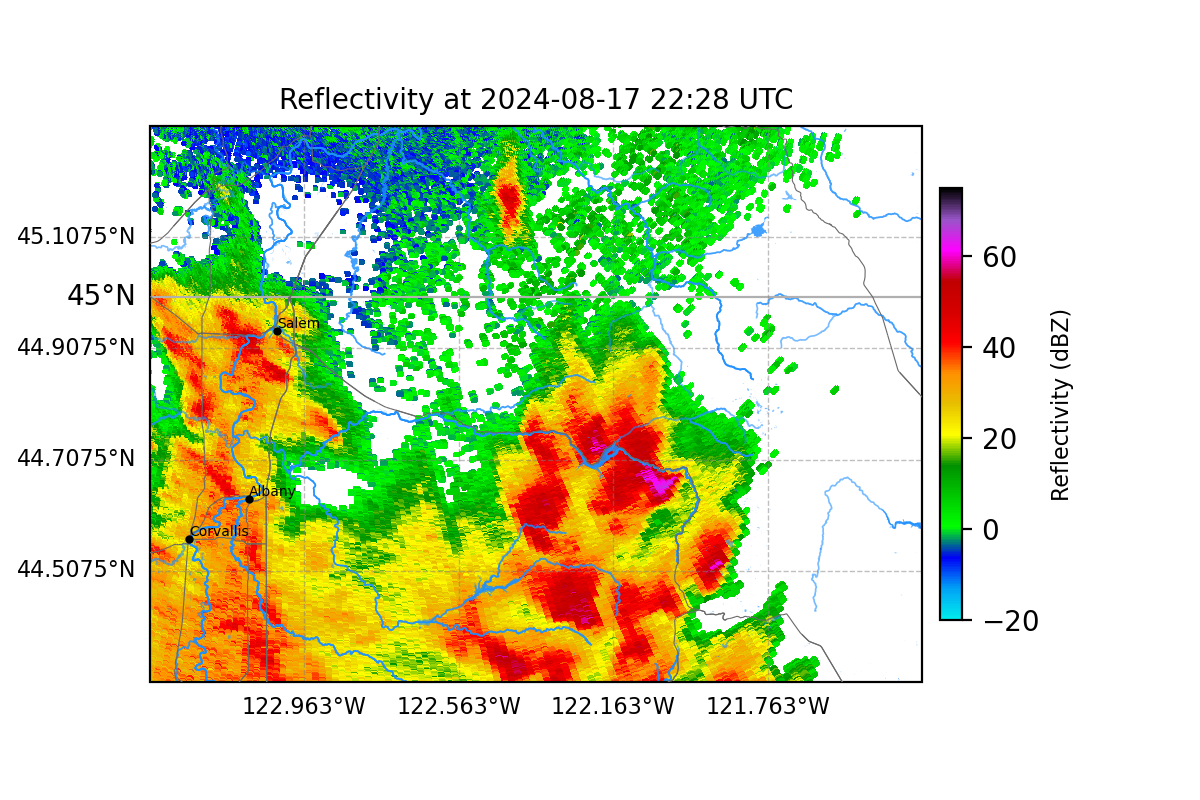 Reflectivity at 2024-08-17 22:28 UTC
45.1075°N
45°N
44.9075°N
44.7075°N
44.5075°N
Salem
Albany
Corvallis
122.963°W 122.563°W 122.163°W 121.763°W
60
40
20
0
−20
Reflectivity (dBZ)